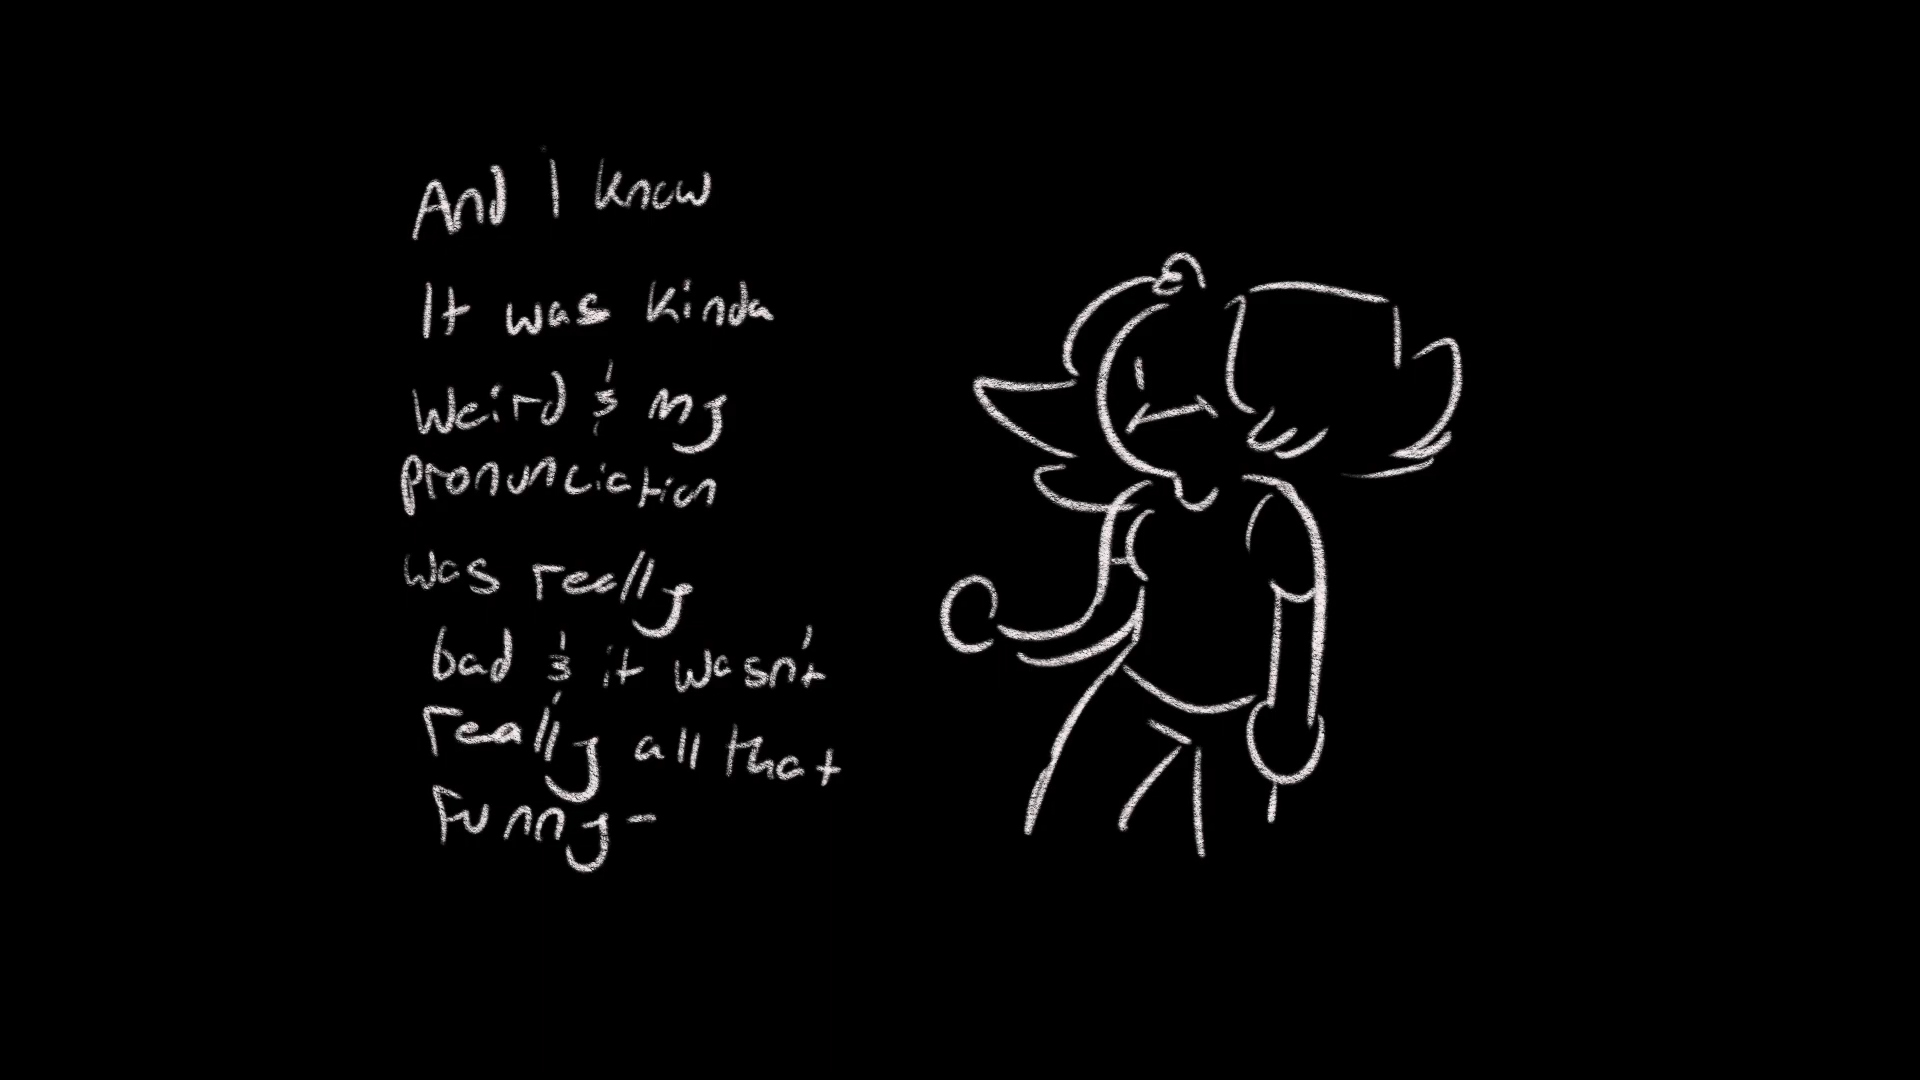 And I know
It was kinda
Weird & my
pronunciation
was really
bad & it wasn't
really all that
funny-